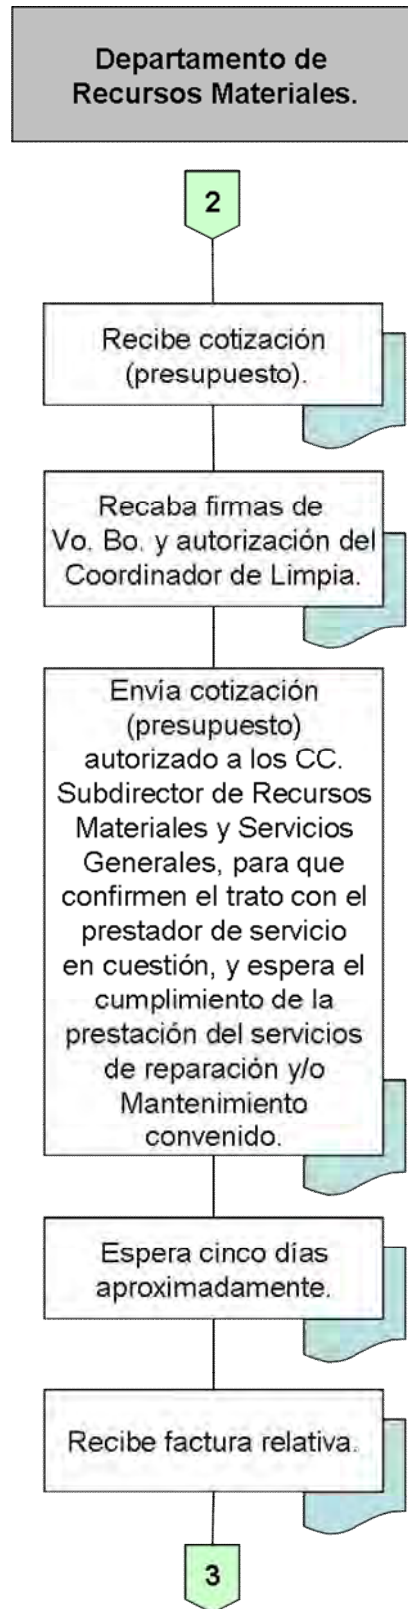 Departamento de
Recursos Materiales.
2
Recibe cotización
(presupuesto).
Recaba firmas de
Vo. Bo. y autorización del
Coordinador de Limpia.
Envía cotización
(presupuesto)
autorizado a los CC.
Subdirector de Recursos
Materiales y Servicios
Generales, para que
confirmen el trato con el
prestador de servicio
en cuestión, y espera el
cumplimiento de la
prestación del servicios
de reparación y/o
Mantenimiento
convenido.
Espera cinco días
aproximadamente.
Recibe factura relativa.
3